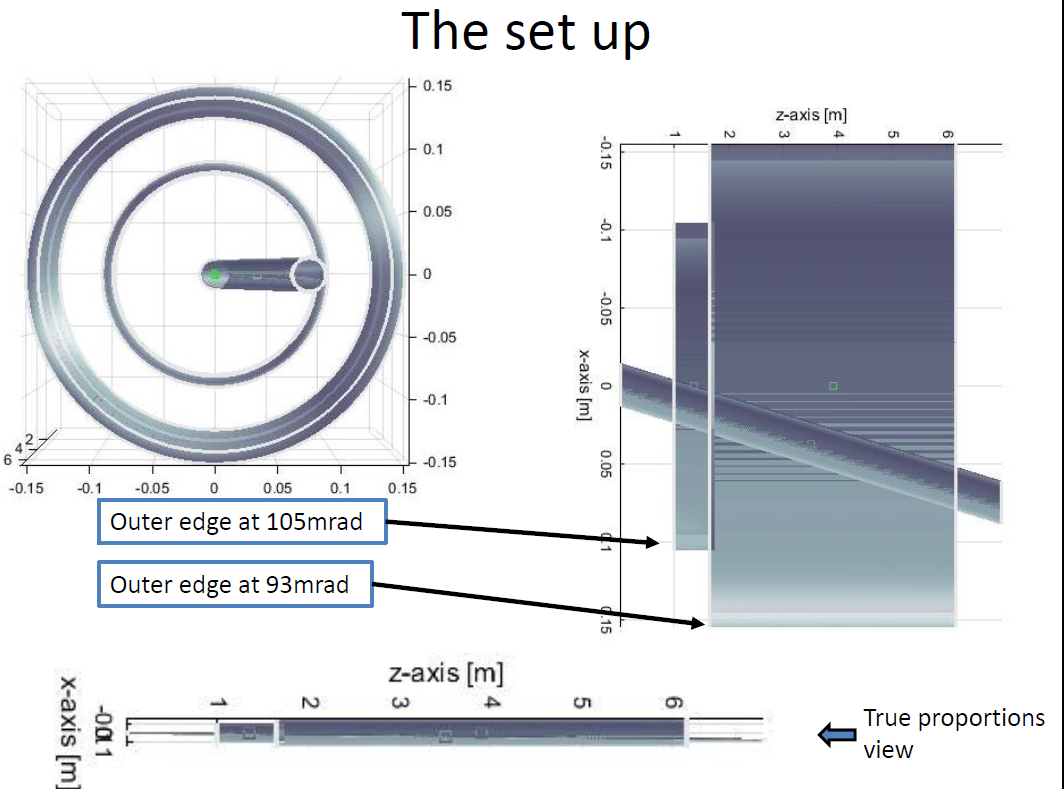 The set up
0.15
0.1
0.05
0
-0.05
-0.1
-0.15
2
4
6
-0.15 -0.1 -0.05 0 0.05 0.1 0.15
z-axis [m]
1 2 3 4 5 6
-0.15
-0.1
-0.05
0
0.05
0.1
0.15
x-axis [m]
Outer edge at 105mrad
Outer edge at 93mrad
z-axis [m]
1 2 3 4 5 6
x-axis [m]
True proportions
view